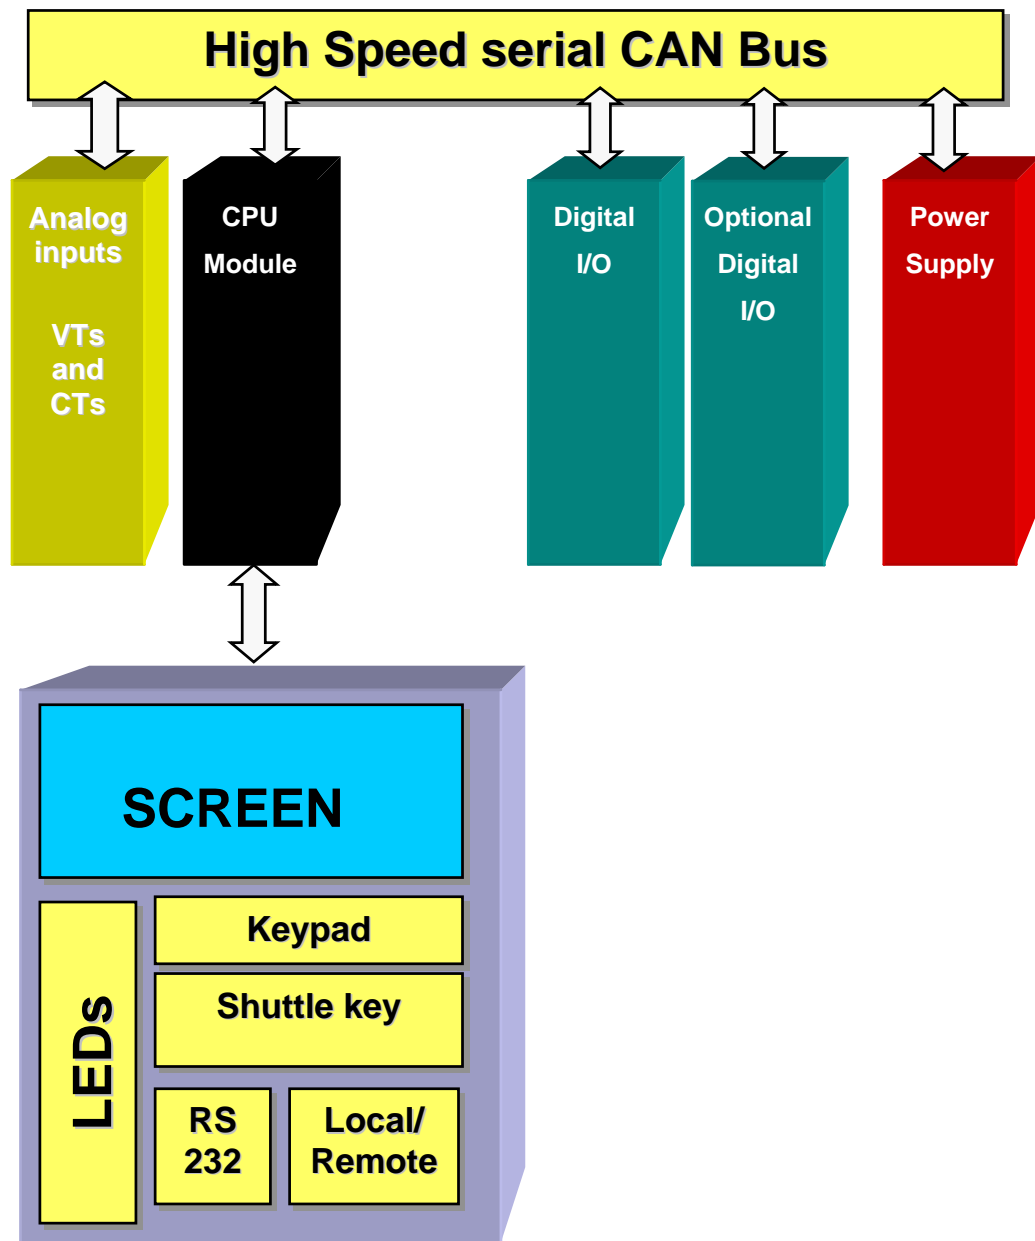 High Speed serial CAN Bus
Analog
inputs
VTs
and
CTs
CPU
Module
Digital
I/O
Optional
Digital
I/O
Power
Supply
SCREEN
LEDs
Keypad
Shuttle key
RS
232
Local/
Remote